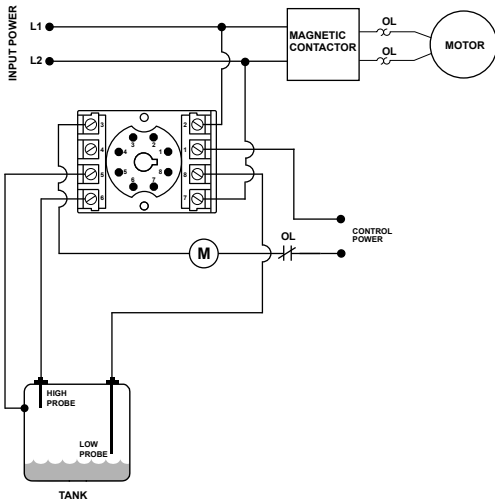 INPUT POWER
L1
L2
MAGNETIC
CONTACTOR
OL
OL
MOTOR
3
4
5
6
3
2
4
1
5
8
6
7
2
1
8
7
M
OL
CONTROL
POWER
HIGH
PROBE
LOW
PROBE
TANK